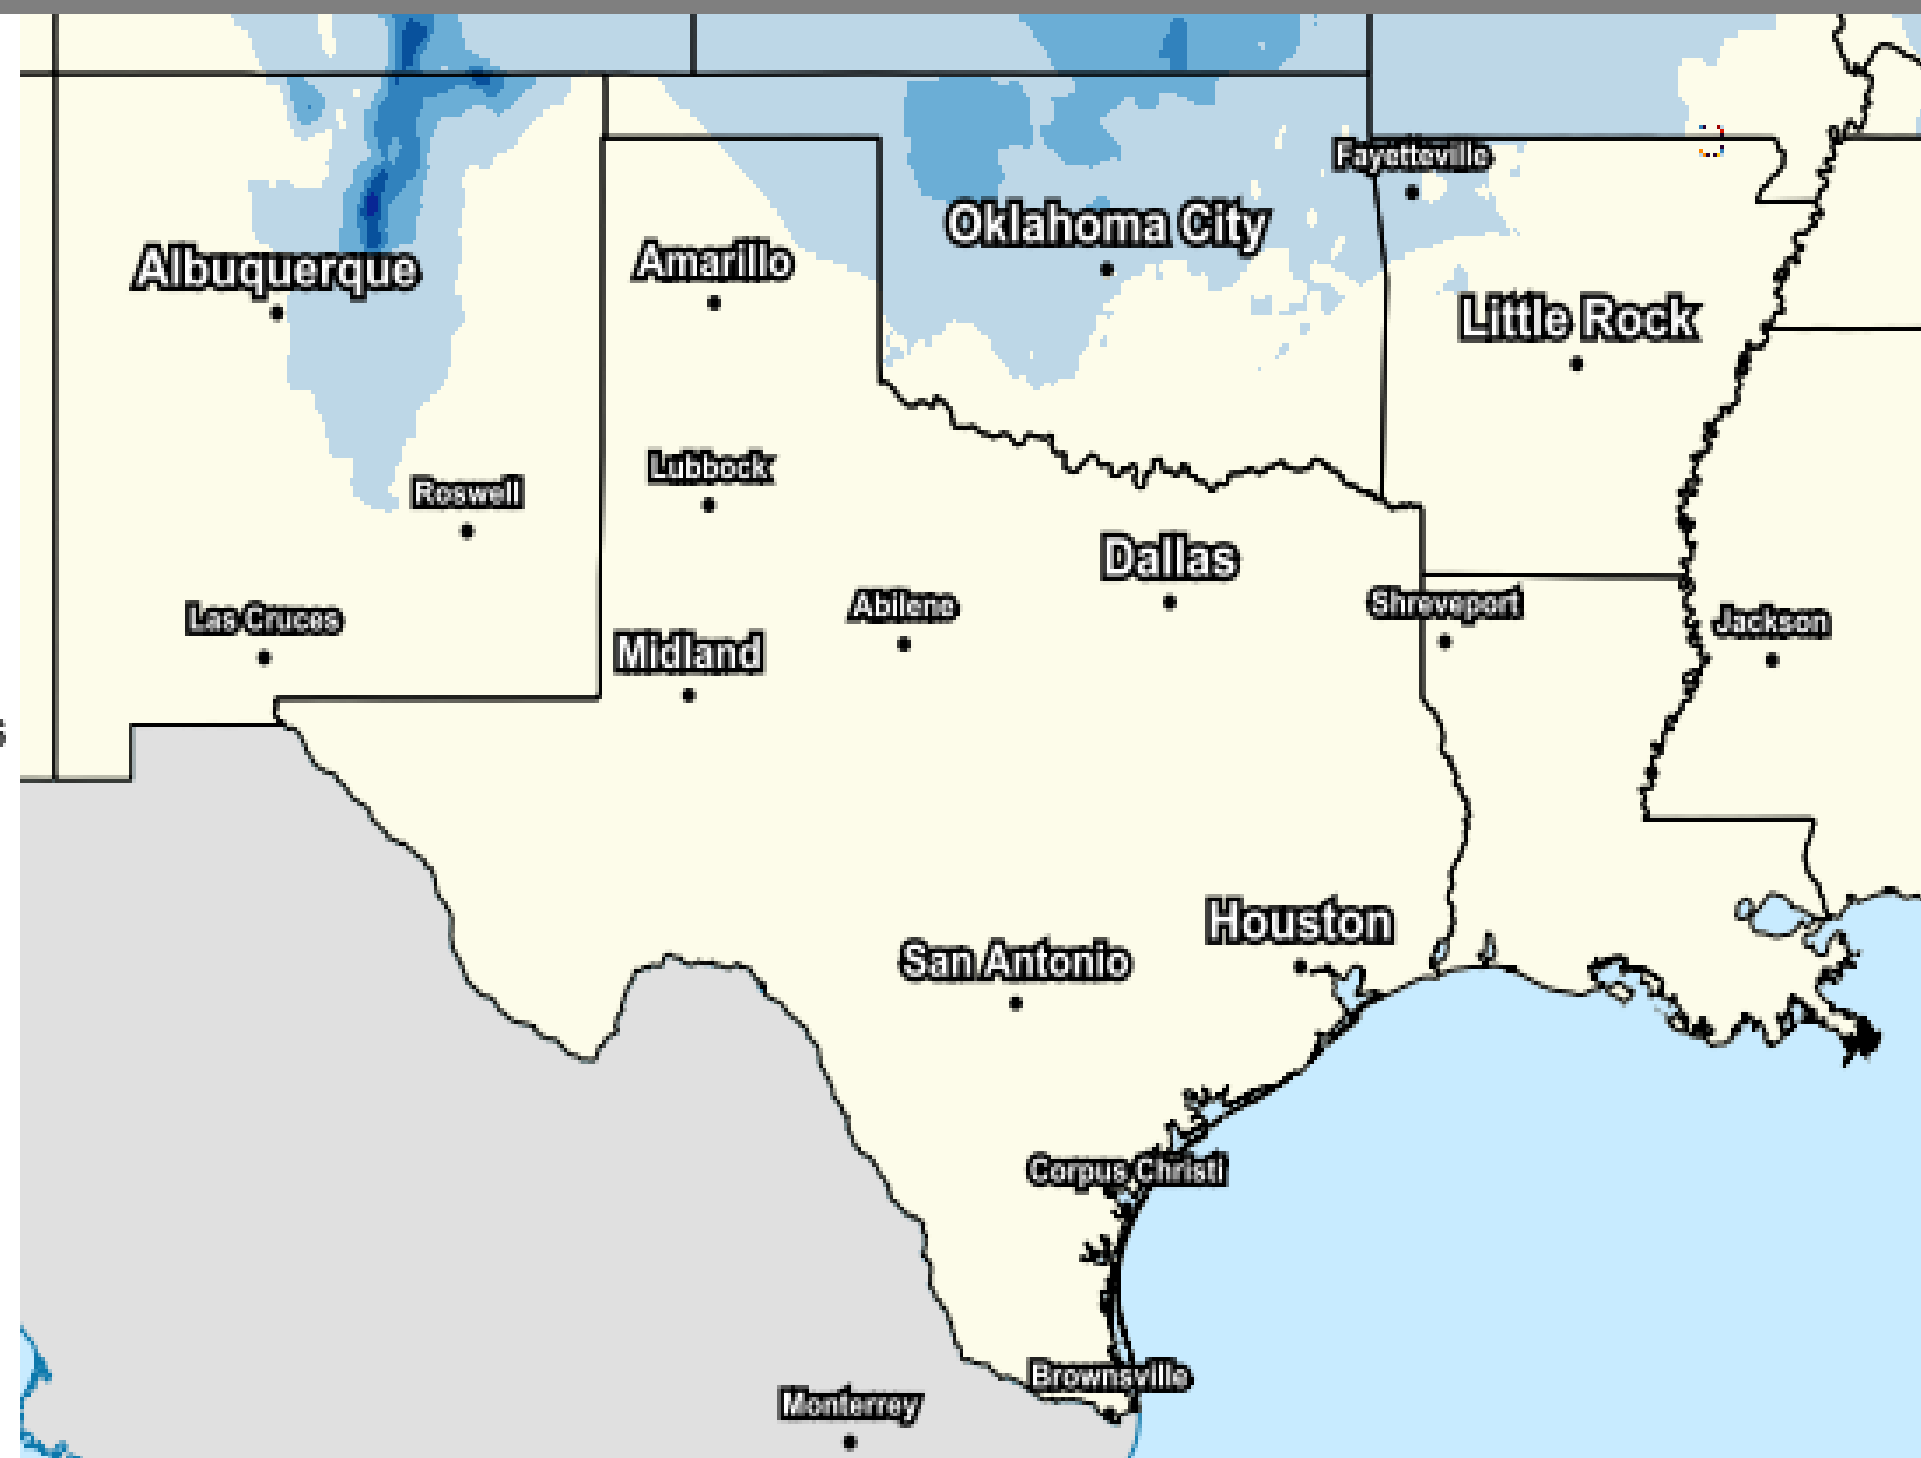 Fayetteville
Oklahoma City
Albuquerque
Amarillo
Little Rock
Lubbock
Roswell
Dallas
Abilene
Shreveport
Las Cruces
Jackson
Midland
Houston
San Antonio
Corpus Christi
Brownsville
Monterrey